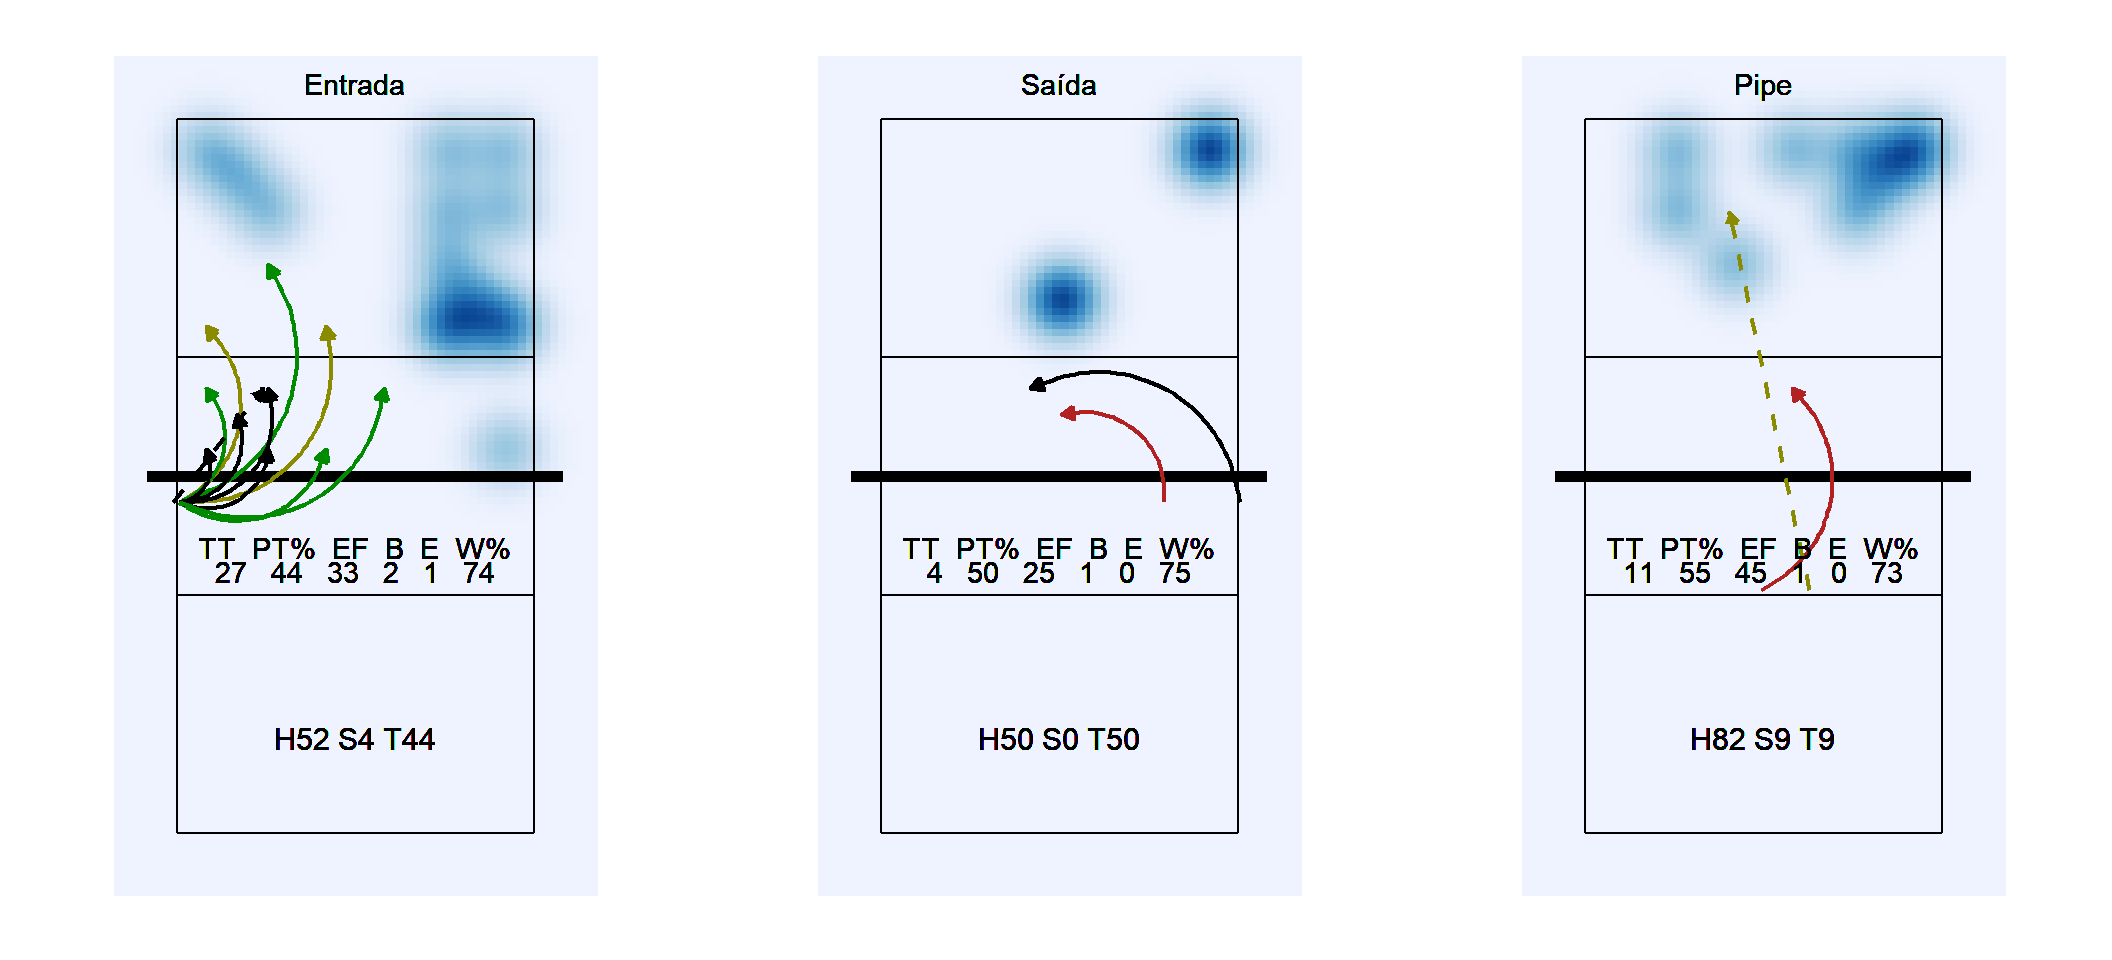 Entrada
TT PT% EF B E W%
27 44 33 2 1 74
H52 S4 T44
Saída
TT PT% EF B E W%
4 50 25 1 0 75
H50 S0 T50
Pipe
TT PT% EF B E W%
11 55 45 1 0 73
H82 S9 T9